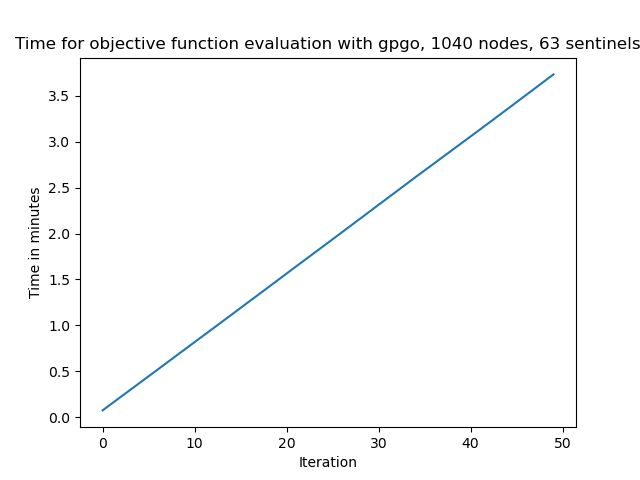 Time for objective function evaluation with gpgo, 1040 nodes, 63 sentinels
3.5
3.0
2.5
2.0
1.5
1.0
0.5
0.0
Time in minutes
0 10 20 30 40 50
Iteration